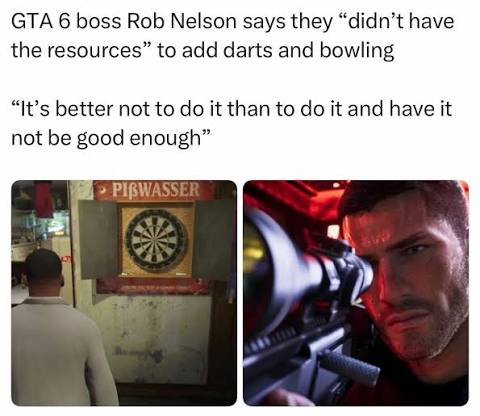 GTA 6 boss Rob Nelson says they “didn’t have
the resources” to add darts and bowling
“It’s better not to do it than to do it and have it
not be good enough”
PIßWASSER